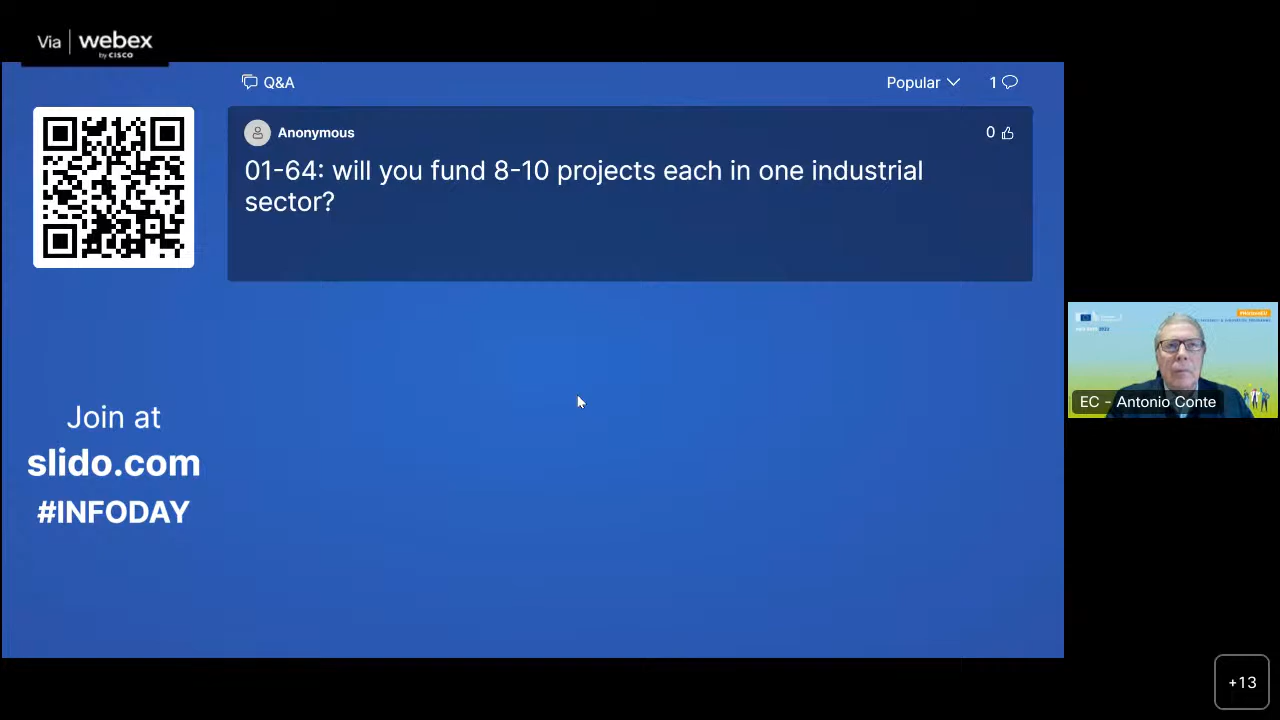 Via webex
by CISCO
Q&A
Popular
1
Anonymous
0
01-64: will you fund 8-10 projects each in one industrial
sector?
Join at
slido.com
#INFODAY
EC - Antonio Conte
+13